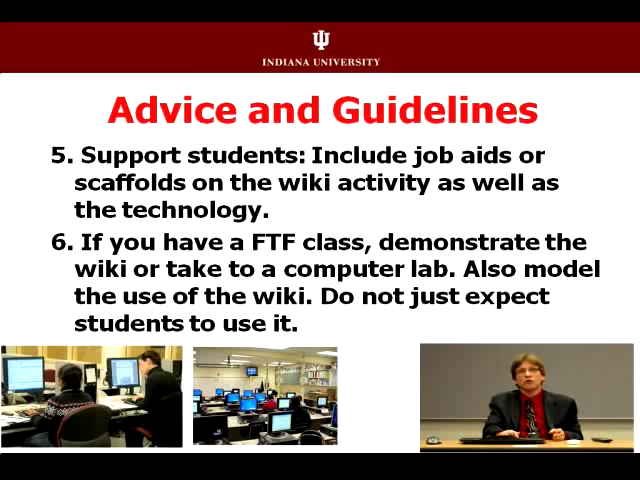 INDIANA UNIVERSITY
Advice and Guidelines
5. Support students: Include job aids or
scaffolds on the wiki activity as well as
the technology.
6. If you have a FTF class, demonstrate the
wiki or take to a computer lab. Also model
the use of the wiki. Do not just expect
students to use it.